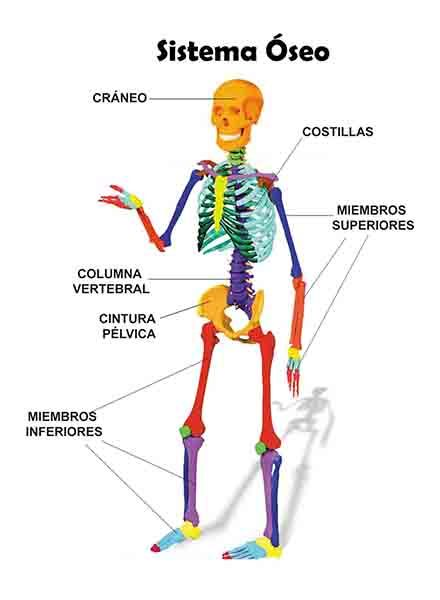 Sistema Óseo
CRÁNEO
COSTILLAS
MIEMBROS
SUPERIORES
COLUMNA
VERTEBRAL
CINTURA
PÉLVICA
MIEMBROS
INFERIORES